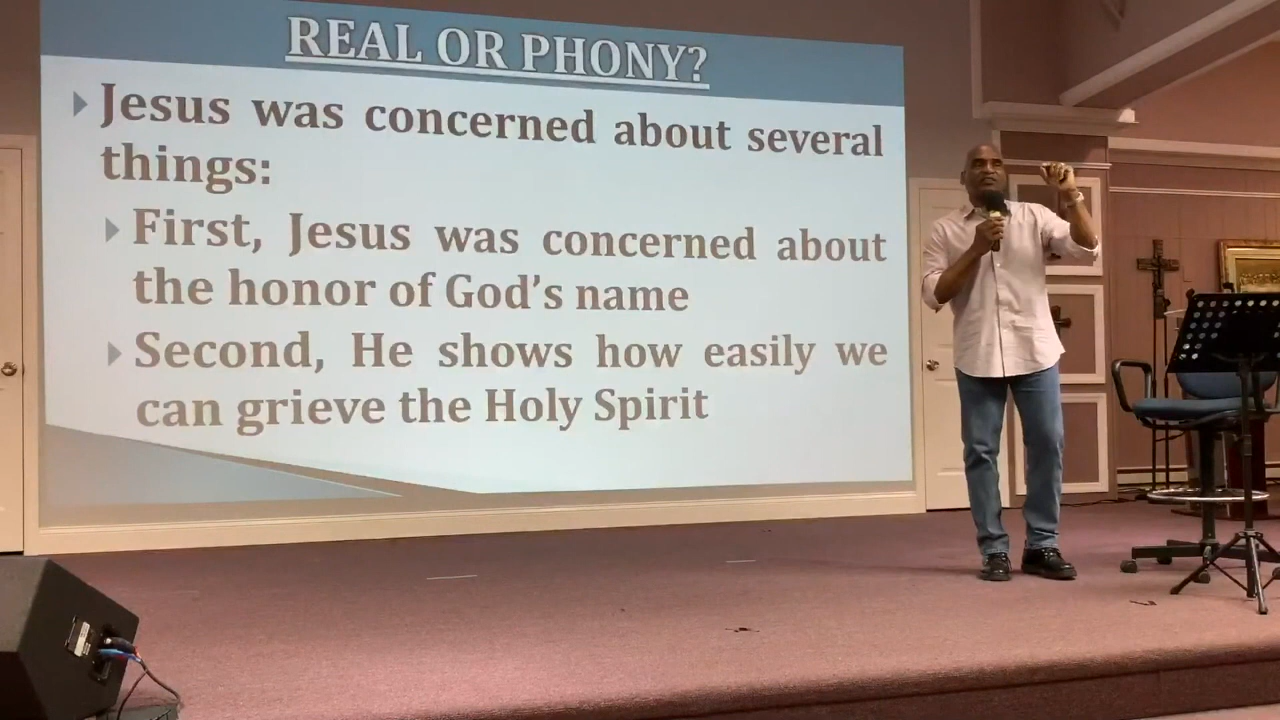 REAL OR PHONY?
Jesus was concerned about several
things:
First, Jesus was concerned about
the honor of God's name
Second, He shows how easily we
can grieve the Holy Spirit